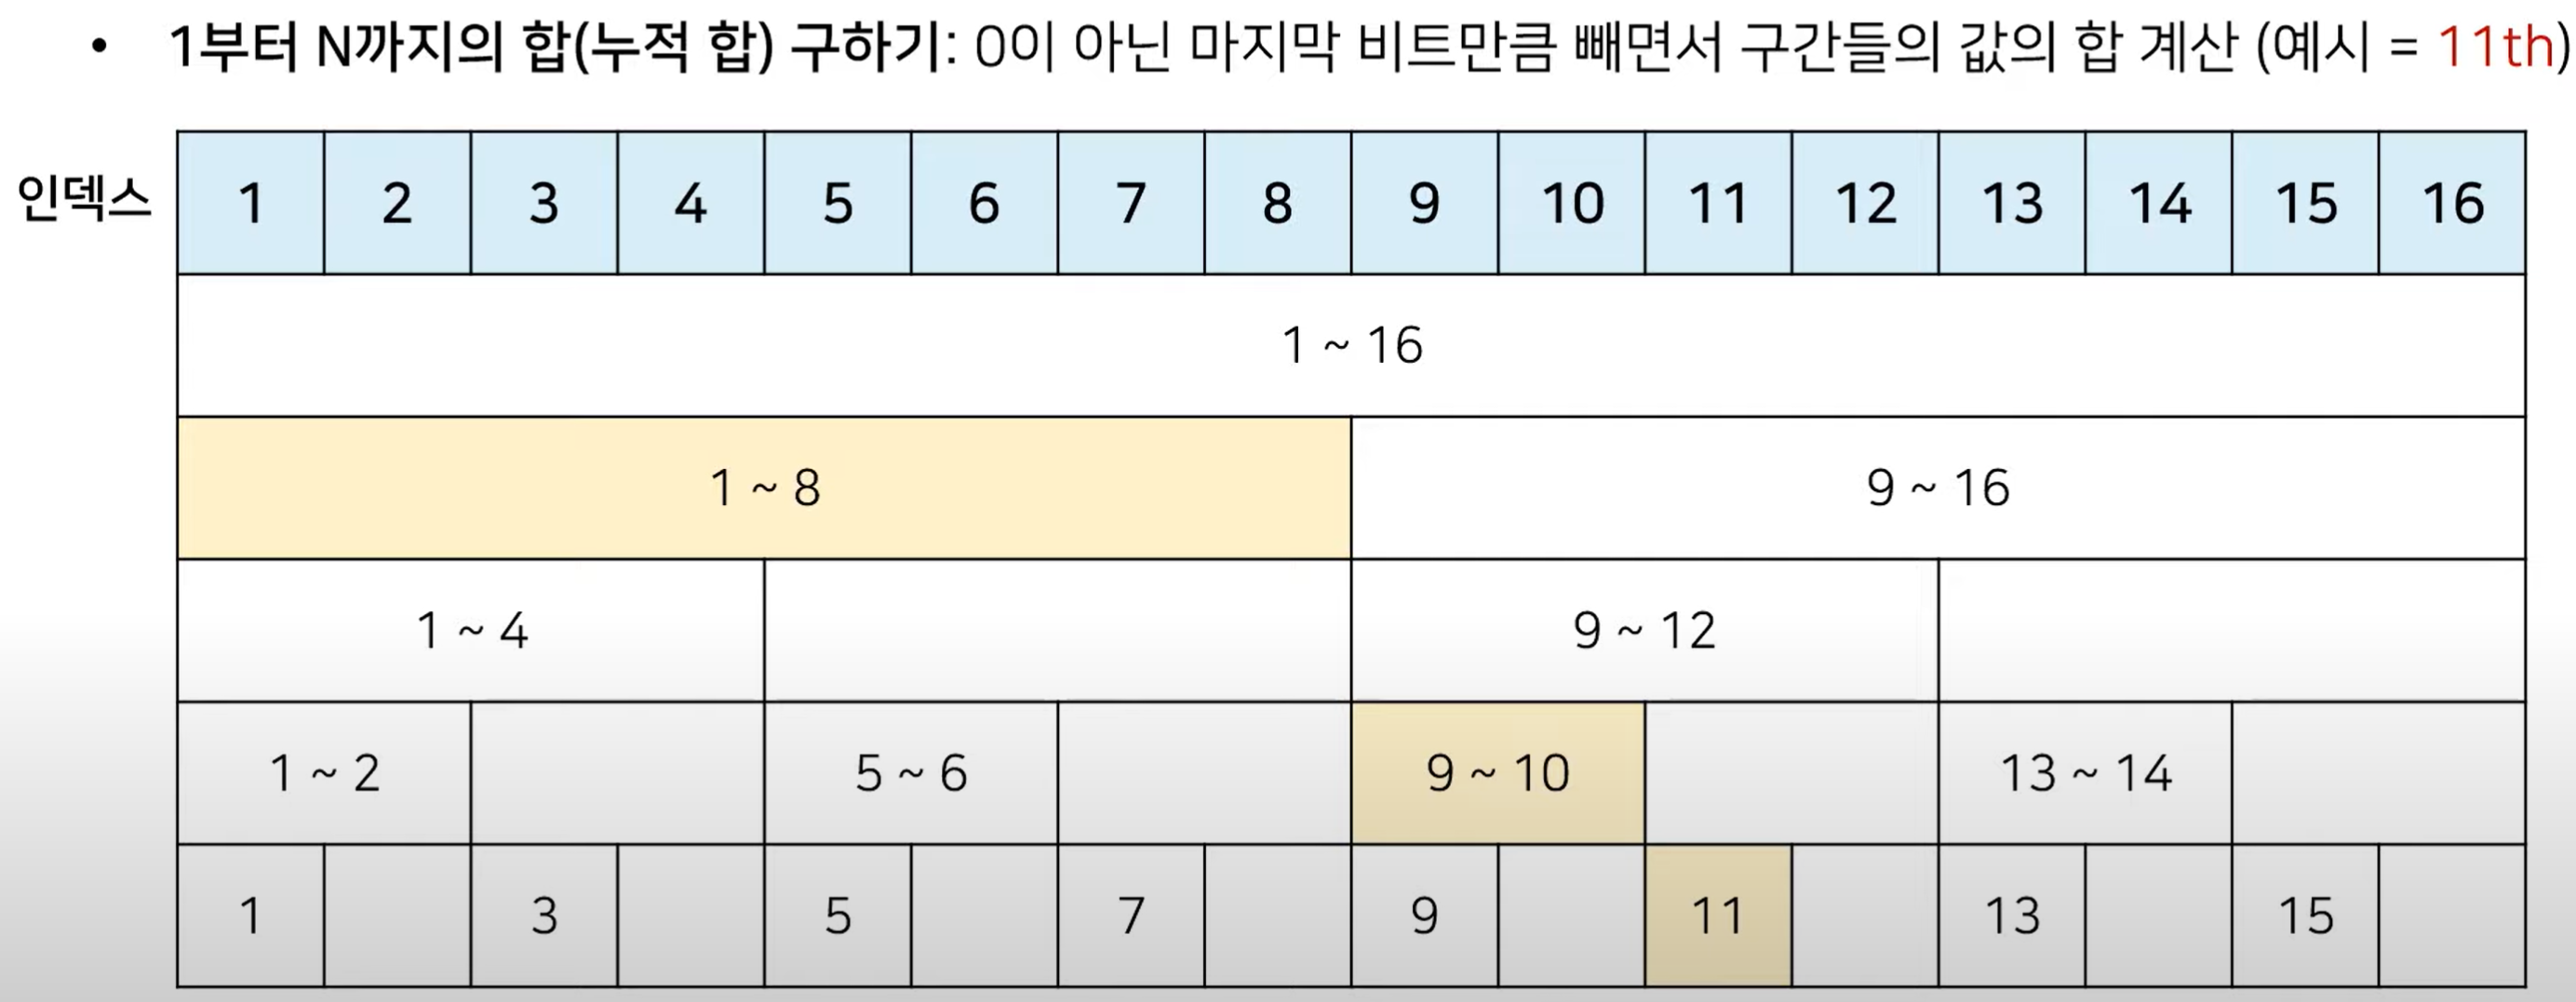 • 1부터 N까지의 합(누적 합) 구하기: 0이 아닌 마지막 비트만큼 빼면서 구간들의 값의 합 계산 (예시 = 11th)
인덱스 1 2 3 4 5 6 7 8 9 10 11 12 13 14 15 16
1 ~ 16
1 ~ 8 9 ~ 16
1 ~ 4 9 ~ 12
1 ~ 2 5 ~ 6 9 ~ 10 13 ~ 14
1 3 5 7 9 11 13 15